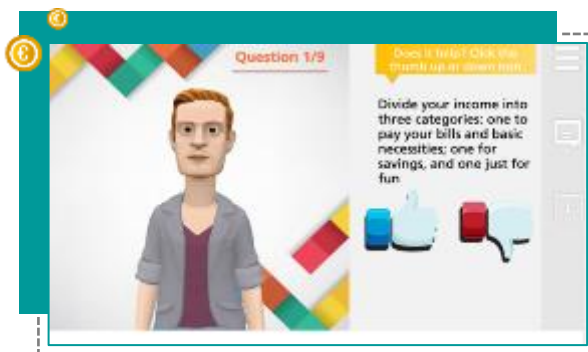 Question 1/9
Does it help? Click the
thumb up or down icon
Divide your income into
three categories: one to
pay your bills and basic
necessities; one for
savings, and one just for
fun